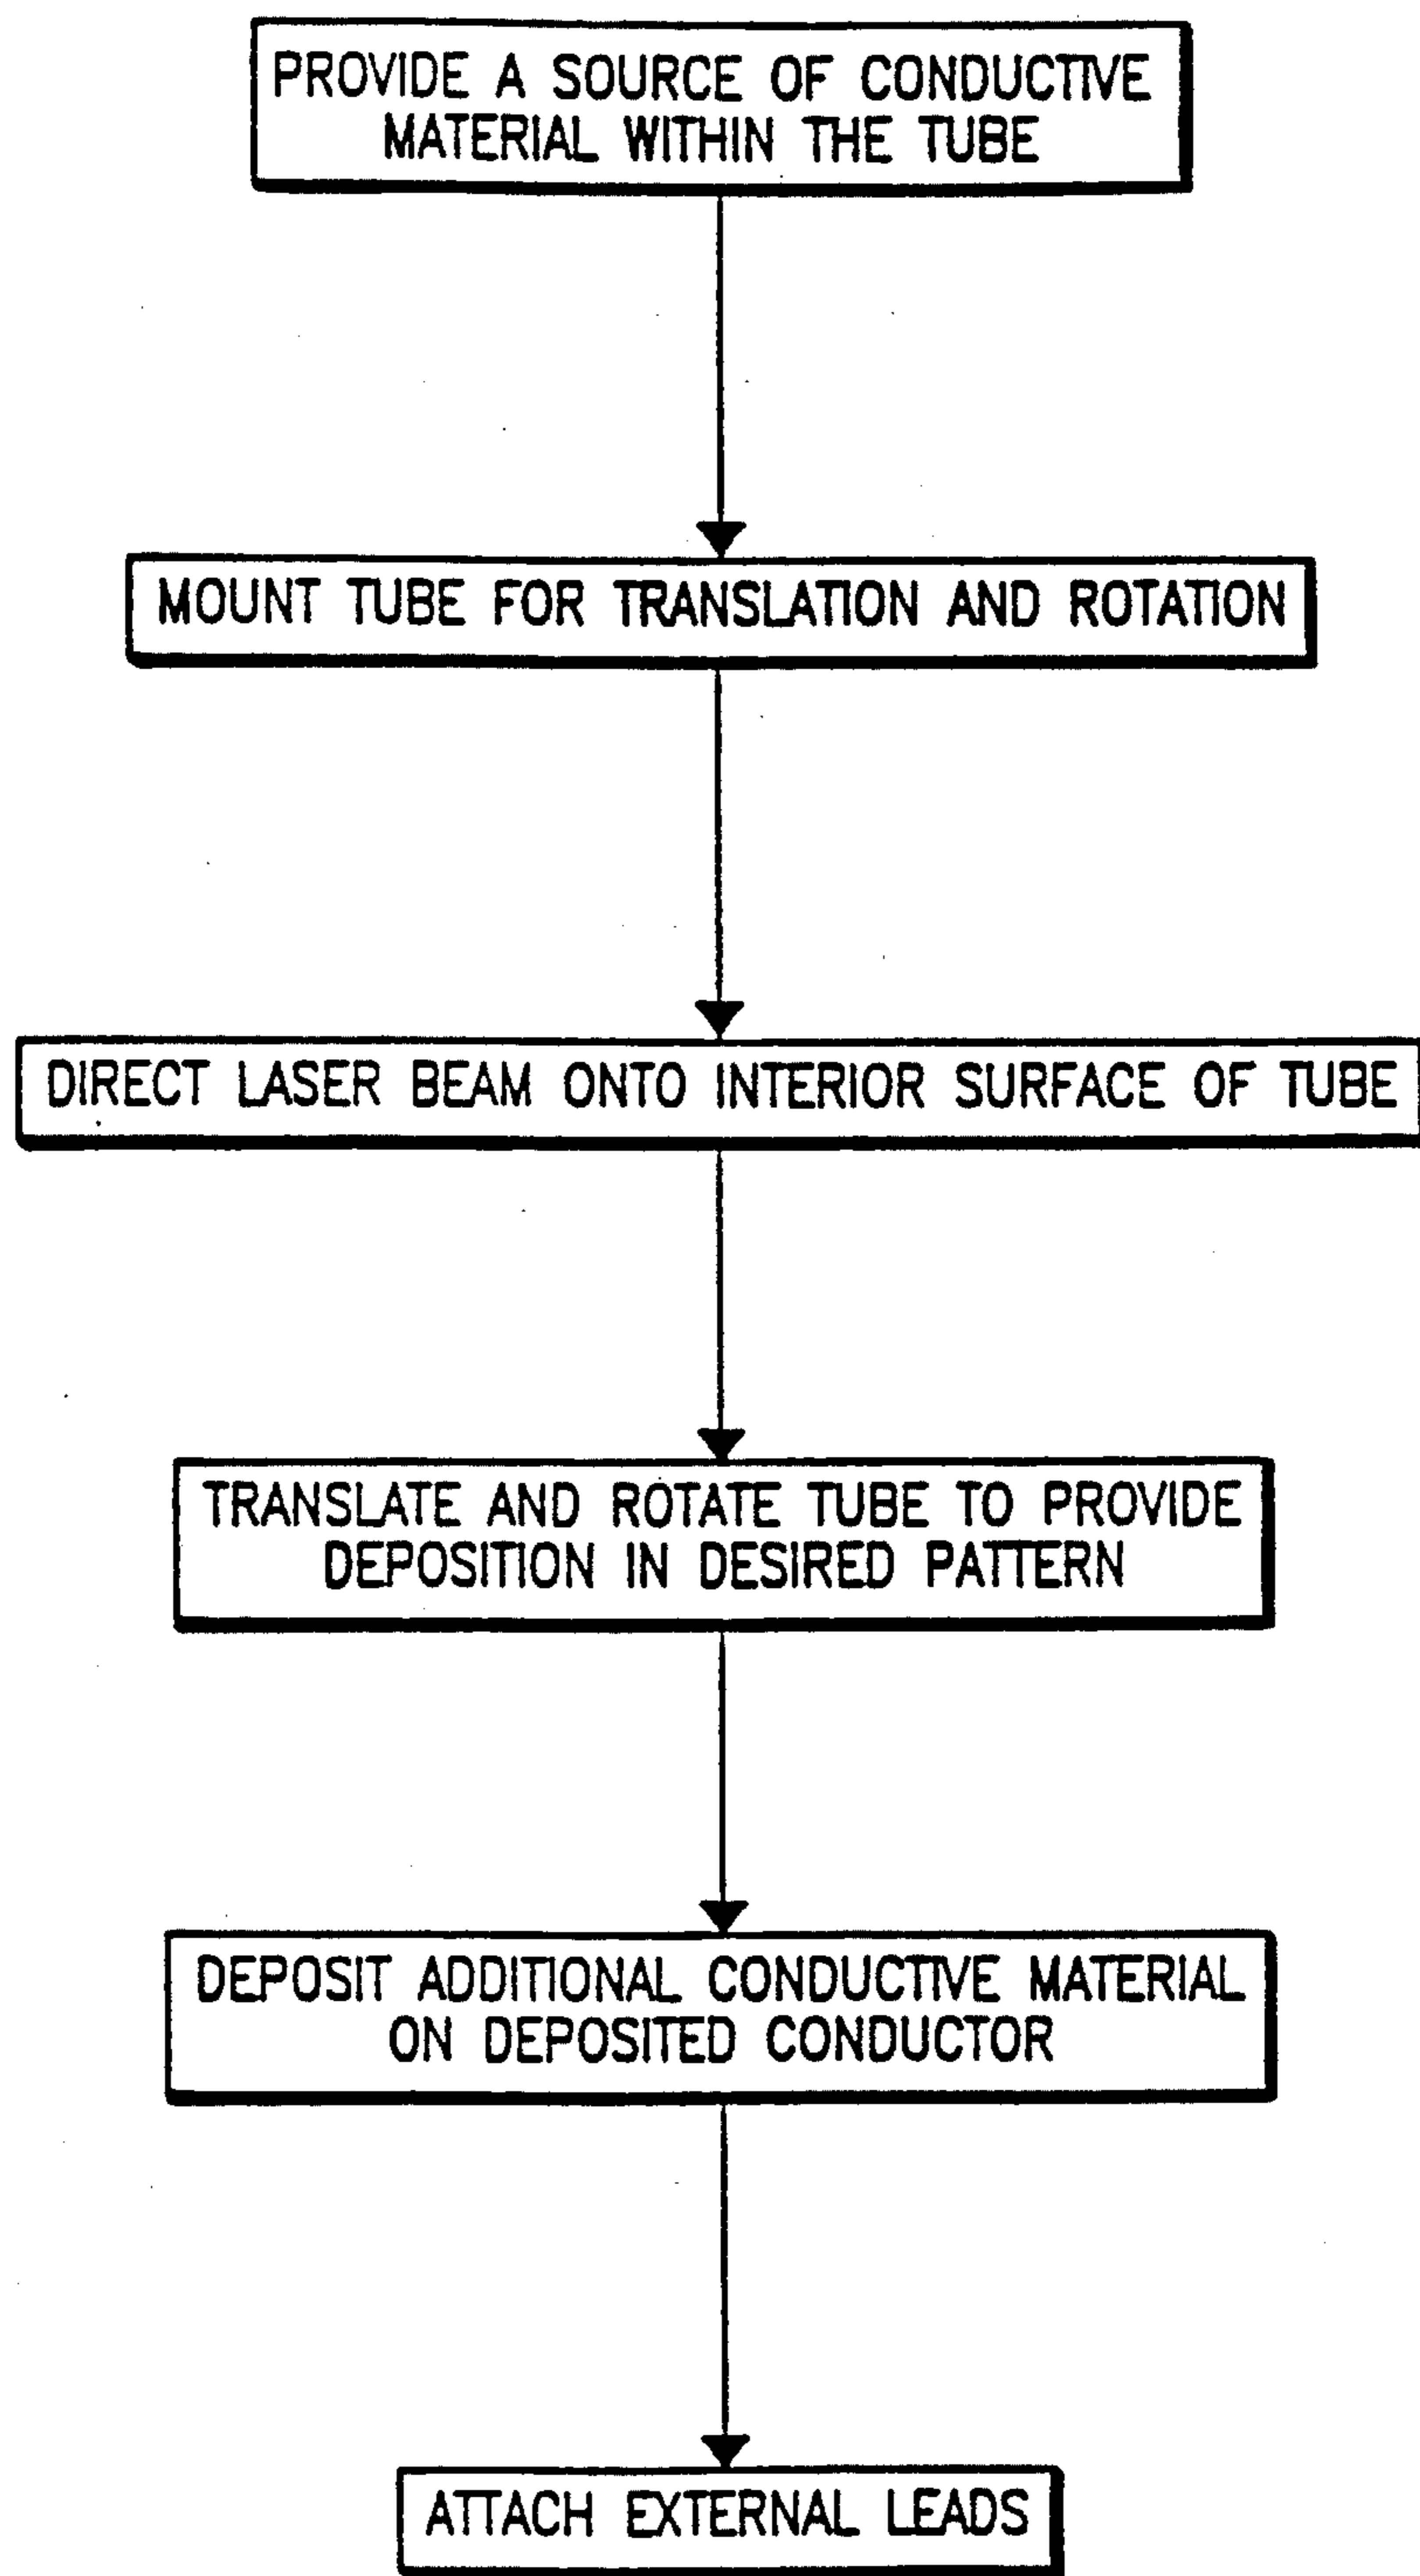 PROVIDE A SOURCE OF CONDUCTIVE
MATERIAL WITHIN THE TUBE
MOUNT TUBE FOR TRANSLATION AND ROTATION
DIRECT LASER BEAM ONTO INTERIOR SURFACE OF TUBE
TRANSLATE AND ROTATE TUBE TO PROVIDE
DEPOSITION IN DESIRED PATTERN
DEPOSIT ADDITIONAL CONDUCTIVE MATERIAL
ON DEPOSITED CONDUCTOR
ATTACH EXTERNAL LEADS